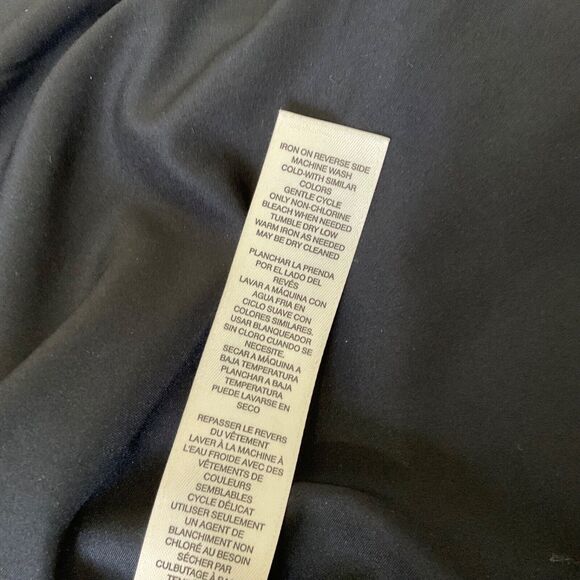 IRON ON REVERSE SIDE
MACHINE WASH
COLD-WITH SIMILAR
COLORS
GENTLE CYCLE
ONLY NON-CHLORINE
BLEACH WHEN NEEDED
TUMBLE DRY LOW
WARM IRON AS NEEDED
MAY BE DRY CLEANED
PLANCHAR LA PRENDA
POR EL LADO DEL
REVÉS
LAVAR A MÁQUINA CON
AGUA FRIA EN
CICLO SUAVE CON
COLORES SIMILARES.
USAR BLANQUEADOR
SIN CLORO CUANDO SE
NECESITE.
SECAR A MÁQUINA A
BAJA TEMPERATURA
PLANCHAR A BAJA
TEMPERATURA
PUEDE LAVARSE EN
SECO
REPASSER LE REVERS
DU VÊTEMENT
LAVER À LA MACHINE À
L'EAU FROIDE AVEC DES
VÊTEMENTS DE
COULEURS
SEMBLABLES
CYCLE DÉLICAT
UTILISER SEULEMENT
UN AGENT DE
BLANCHIMENT NON
CHLORÉ AU BESOIN
SÉCHER PAR
CULBUTAGE À